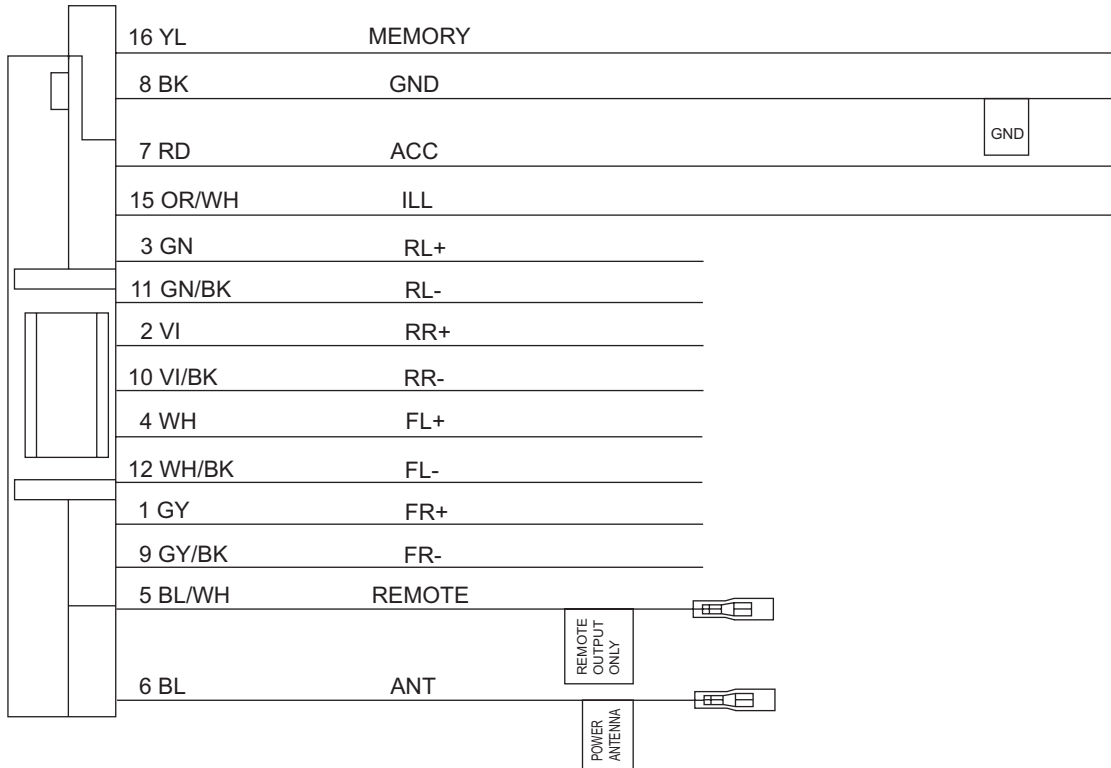 16 YL MEMORY
8 BK GND
GND
7 RD ACC
15 OR/WH ILL
3 GN RL+
11 GN/BK RL-
2 VI RR+
10 VI/BK RR-
4 WH FL+
12 WH/BK FL-
1 GY FR+
9 GY/BK FR-
5 BL/WH REMOTE
REMOTE
OUTPUT
ONLY
6 BL ANT
POWER
ANTENNA